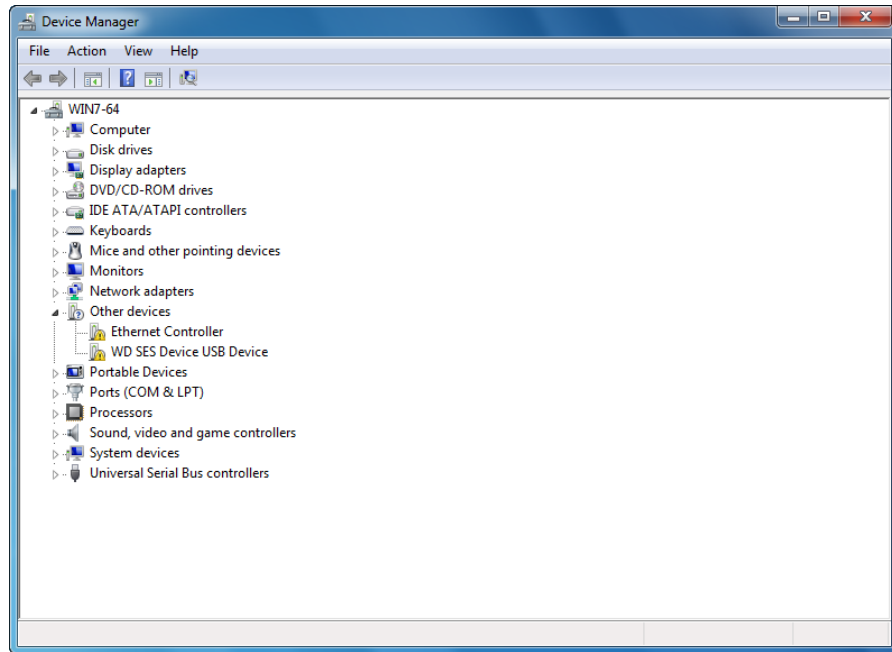 Device Manager
File Action View Help
WIN7-64
Computer
Disk drives
Display adapters
DVD/CD-ROM drives
IDE ATA/ATAPI controllers
Keyboards
Mice and other pointing devices
Monitors
Network adapters
Other devices
Ethernet Controller
WD SES Device USB Device
Portable Devices
Ports (COM & LPT)
Processors
Sound, video and game controllers
System devices
Universal Serial Bus controllers